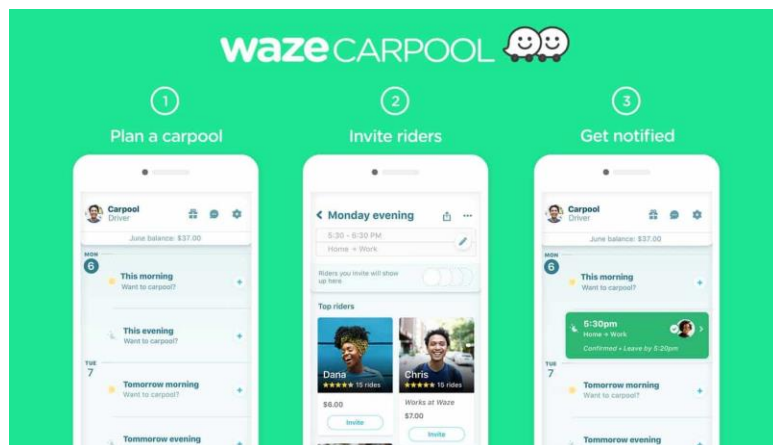 waze CARPOOL
1
Plan a carpool
2
Invite riders
3
Get notified
Carpool
Driver
June balance: $37.00
MON
6
This morning
Want to carpool?
This evening
Want to carpool?
TUE
7
Tomorrow morning
Want to carpool?
Tommorow evening
Monday evening
5:30 - 6:30 PM
Home → Work
Riders you invite will show
up here
Top riders
Dana
★★★★★ 15 rides
$6.00
Invite
Chris
★★★★★ 15 rides
Works at Waze
$7.00
Invite
Carpool
Driver
June balance: $37.00
MON
6
This morning
Want to carpool?
5:30pm
Home → Work
Confirmed • Leave by 5:20pm
TUE
7
Tomorrow morning
Want to carpool?
Tommorow evening